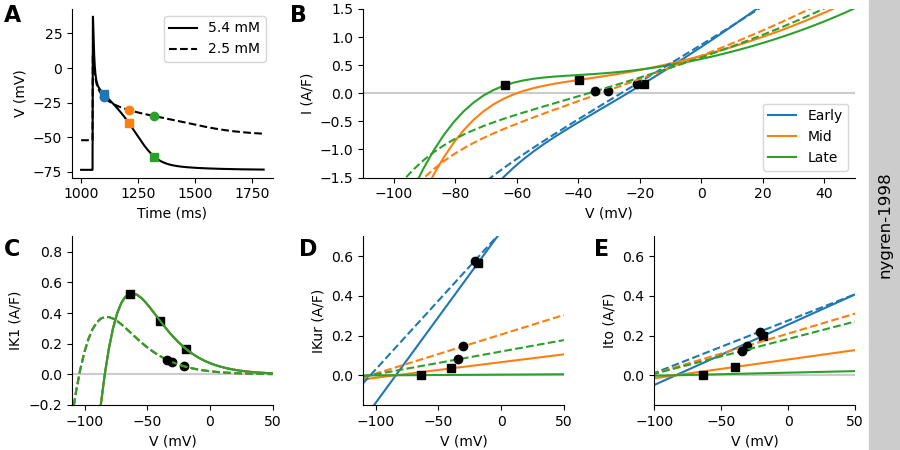 A
V (mV)
25
0
−25
−50
−75
5.4 mM
2.5 mM
1000
1250
1500
1750
Time (ms)
B
I (A/F)
1.5
1.0
0.5
0.0
−0.5
−1.0
−1.5
Early
Mid
Late
−100
−80
−60
−40
−20
0
20
40
V (mV)
C
IK1 (A/F)
0.8
0.6
0.4
0.2
0.0
−0.2
−100
−50
0
50
V (mV)
D
IKur (A/F)
0.6
0.4
0.2
0.0
−100
−50
0
50
V (mV)
E
Ito (A/F)
0.6
0.4
0.2
0.0
−100
−50
0
50
V (mV)
nygren-1998